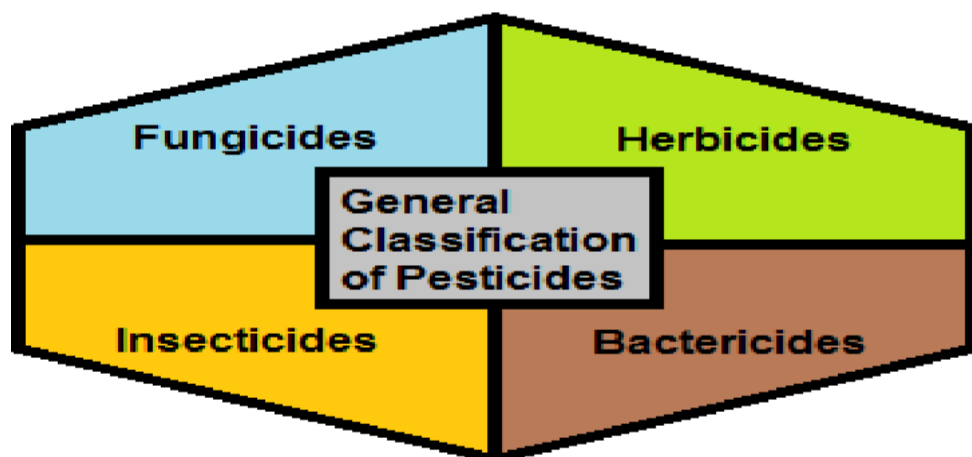 Fungicides
Herbicides
General
Classification
of Pesticides
Insecticides
Bactericides